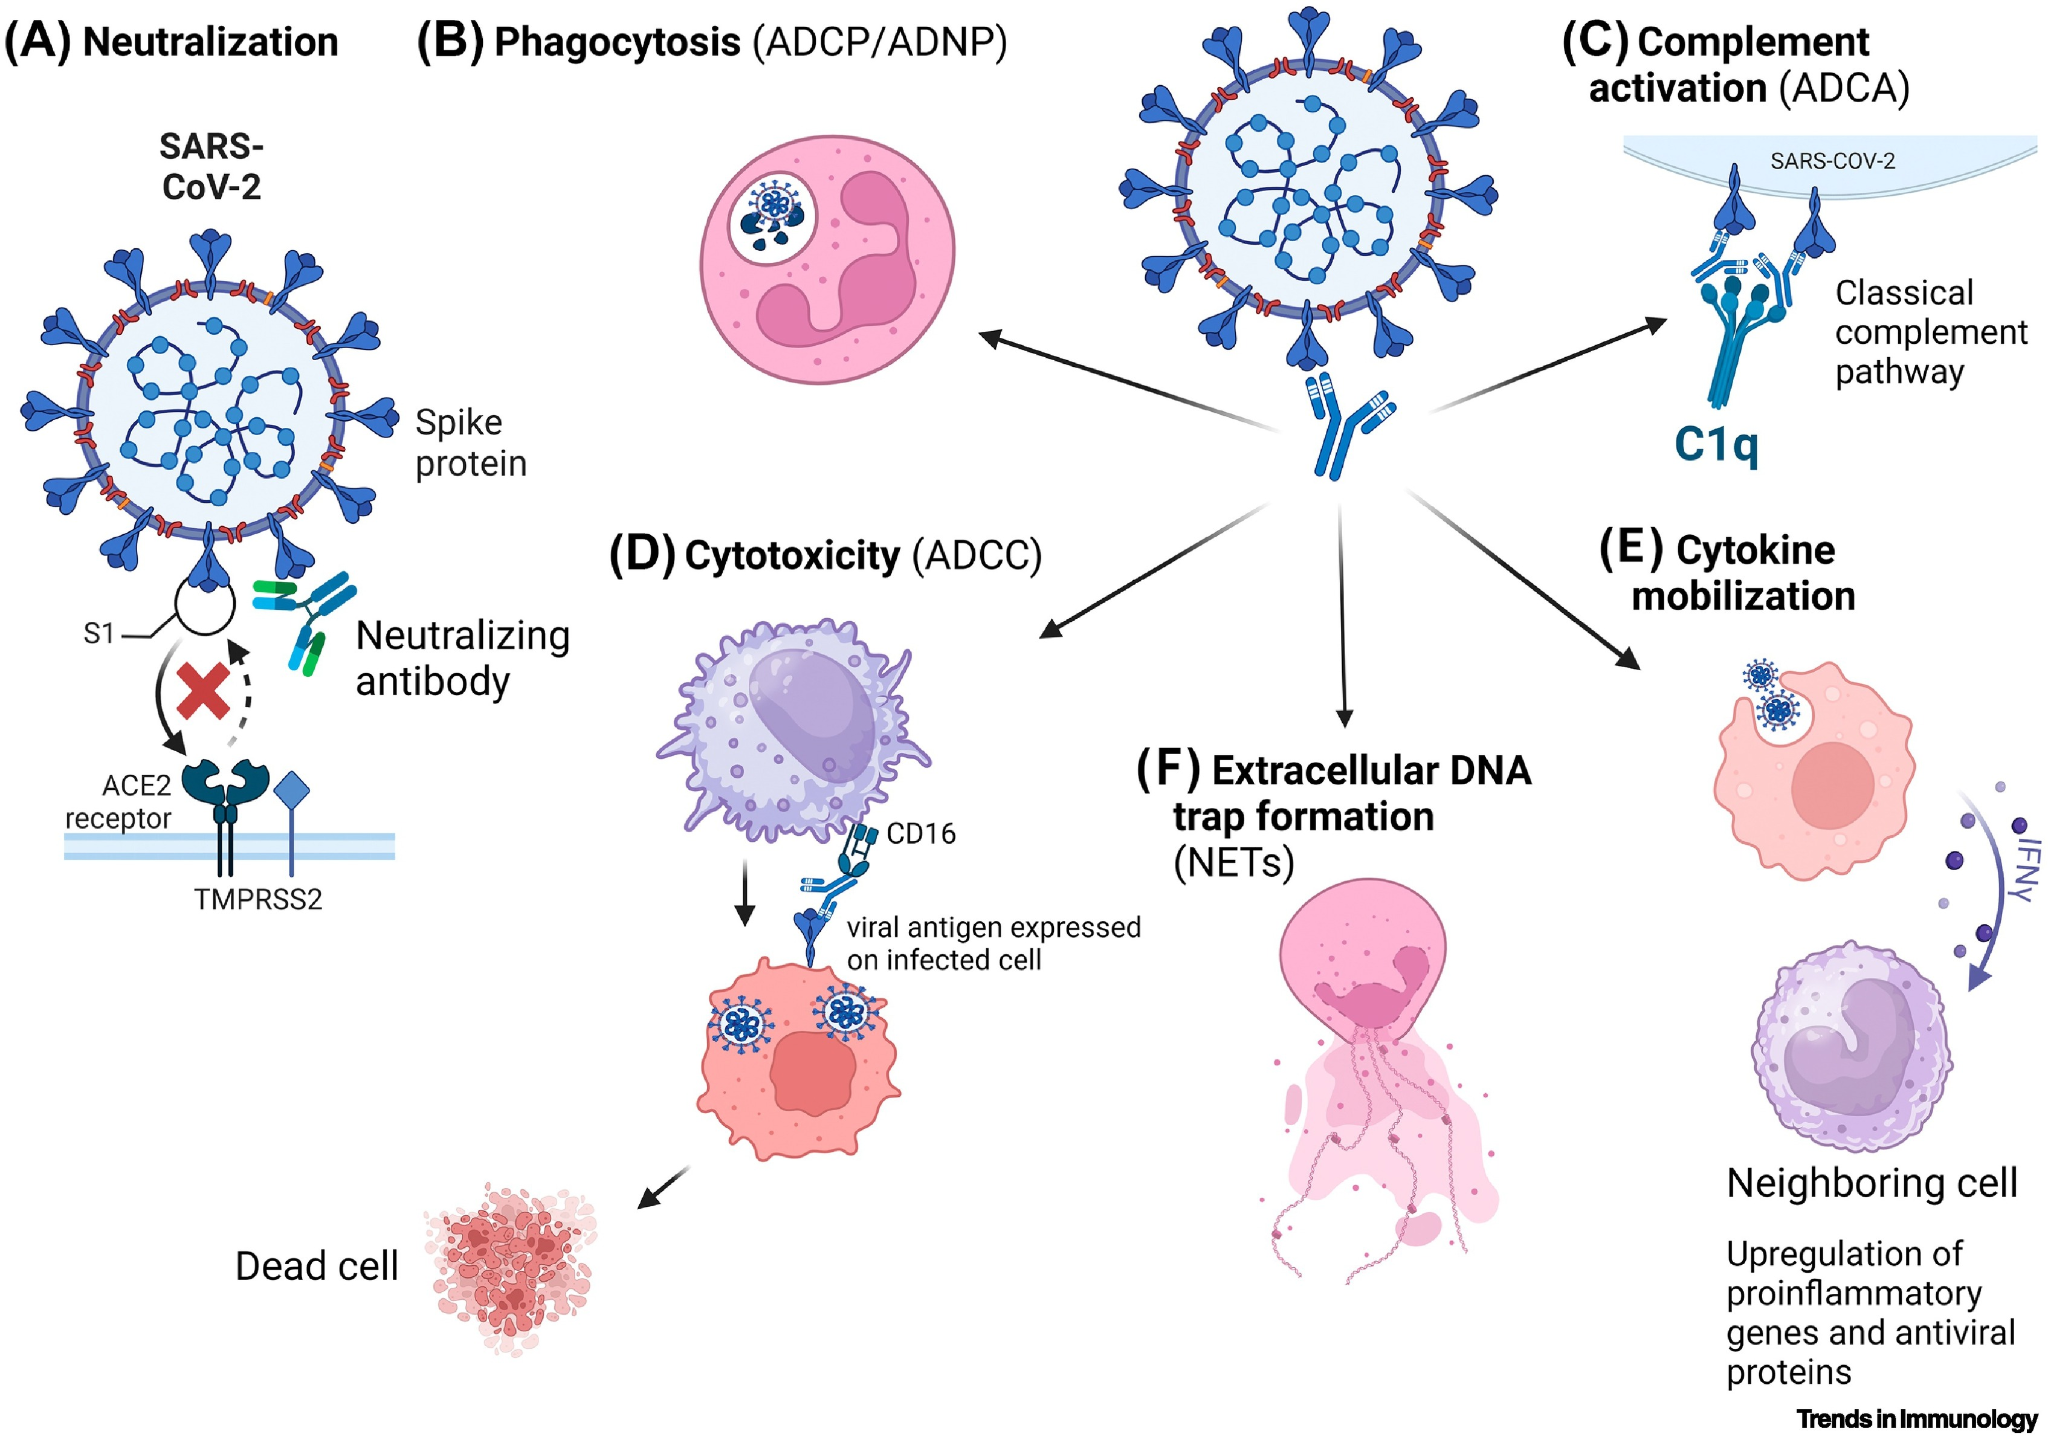 (A) Neutralization
SARS-
CoV-2
Spike
protein
S1
Neutralizing
antibody
ACE2
receptor
TMPRSS2
(B) Phagocytosis (ADCP/ADNP)
(C) Complement
activation (ADCA)
SARS-COV-2
Classical
complement
pathway
C1q
(D) Cytotoxicity (ADCC)
CD16
viral antigen expressed
on infected cell
Dead cell
(E) Cytokine
mobilization
IFNγ
Neighboring cell
Upregulation of
proinflammatory
genes and antiviral
proteins
(F) Extracellular DNA
trap formation
(NETs)
Trends in Immunology